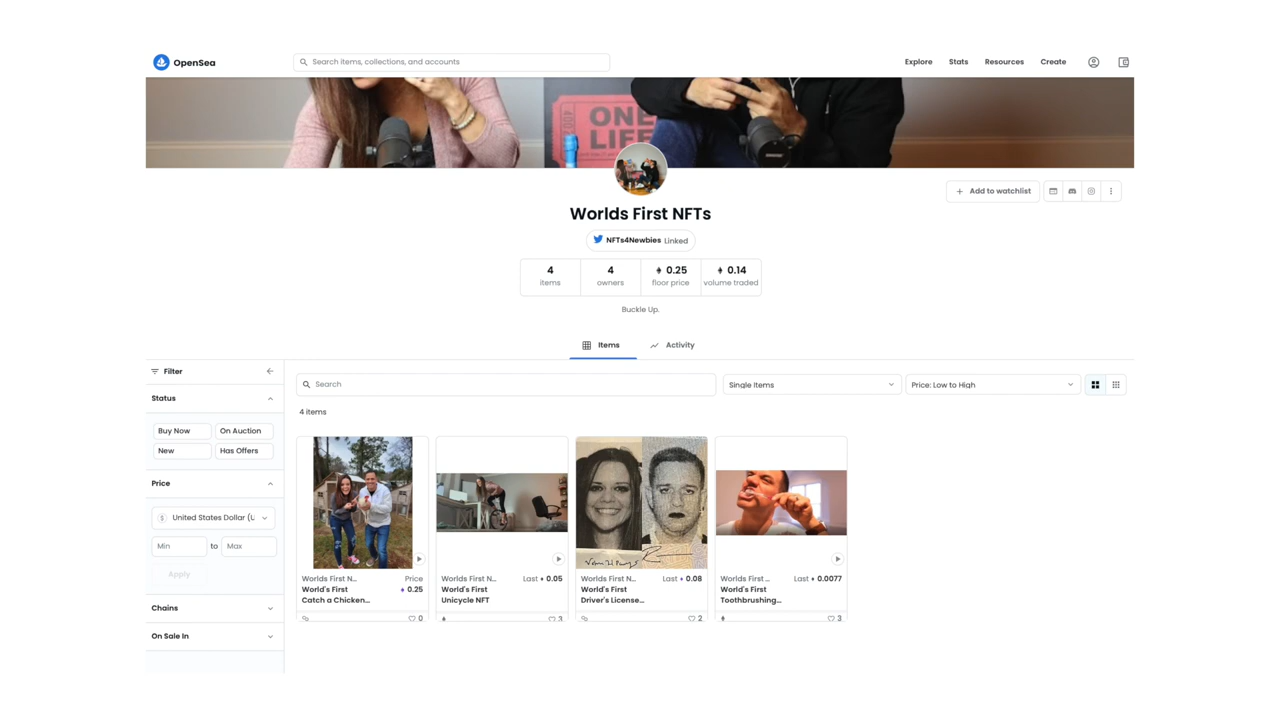 OpenSea
Search items, collections, and accounts
Explore Stats Resources Create
ONE
LIFE
Worlds First NFTs
Add to watchlist
NFTs4Newbies Linked
4 4 0.25 0.14
items owners floor price volume traded
Buckle Up.
Items Activity
Filter
Search
Single Items
Price: Low to High
Status
4 items
Buy Now On Auction
New Has Offers
Price
$ United States Dollar (U
Min to Max
Apply
Chains
On Sale In
Worlds First N... Price
World's First 0.25
Catch a Chicken...
0
Worlds First N... Last 0.05
World's First
Unicycle NFT
3
Worlds First N... Last 0.08
World's First
Driver's License...
2
Worlds First ... Last 0.0077
World's First
Toothbrushing...
3